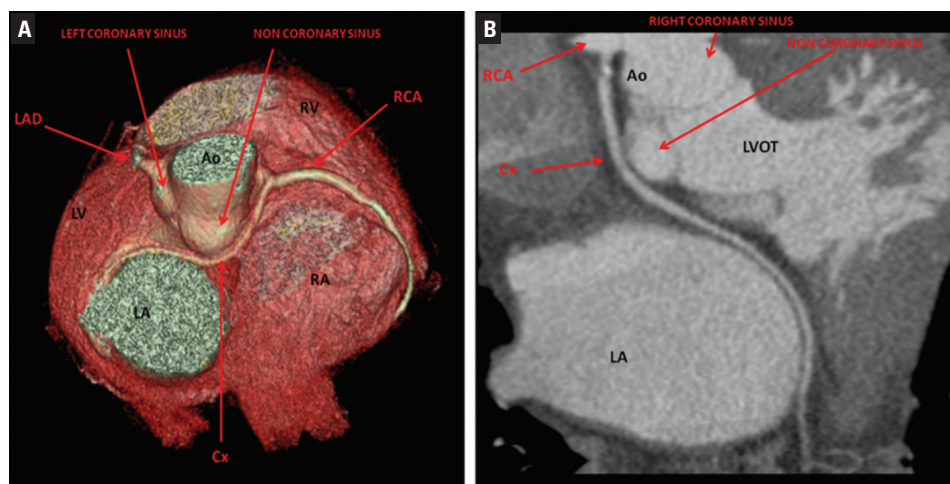 A
LEFT CORONARY SINUS
NON CORONARY SINUS
LAD
RV
RCA
Ao
LV
LA
RA
Cx
B
RIGHT CORONARY SINUS
NON CORONARY SINUS
RCA
Ao
LVOT
Cx
LA